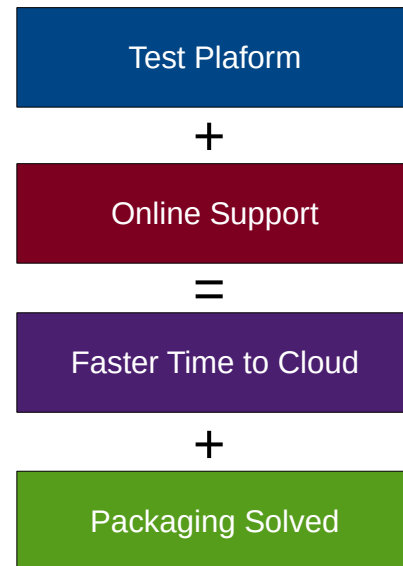 Test Plaform
+
Online Support
=
Faster Time to Cloud
+
Packaging Solved